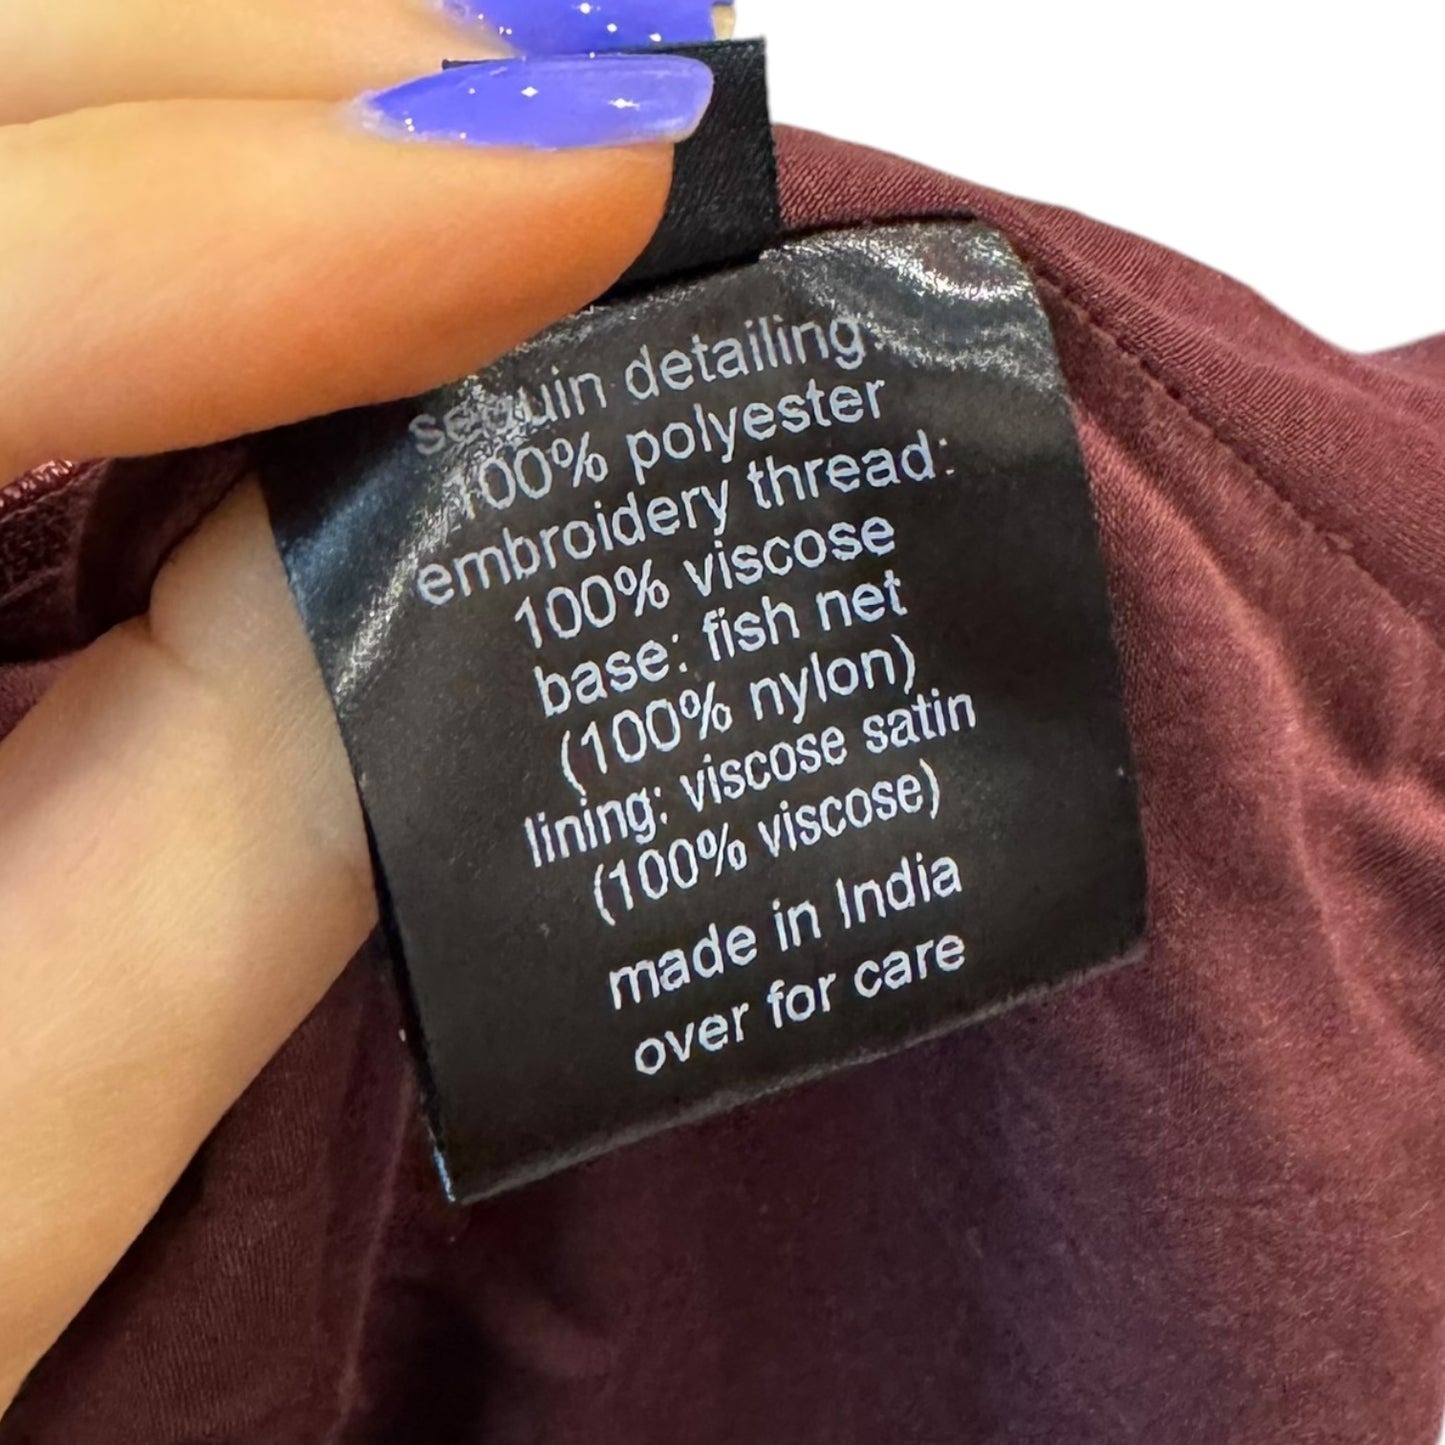 sequin detailing:
100% polyester
embroidery thread:
100% viscose
base: fish net
(100% nylon)
lining: viscose satin
(100% viscose)
made in India
over for care